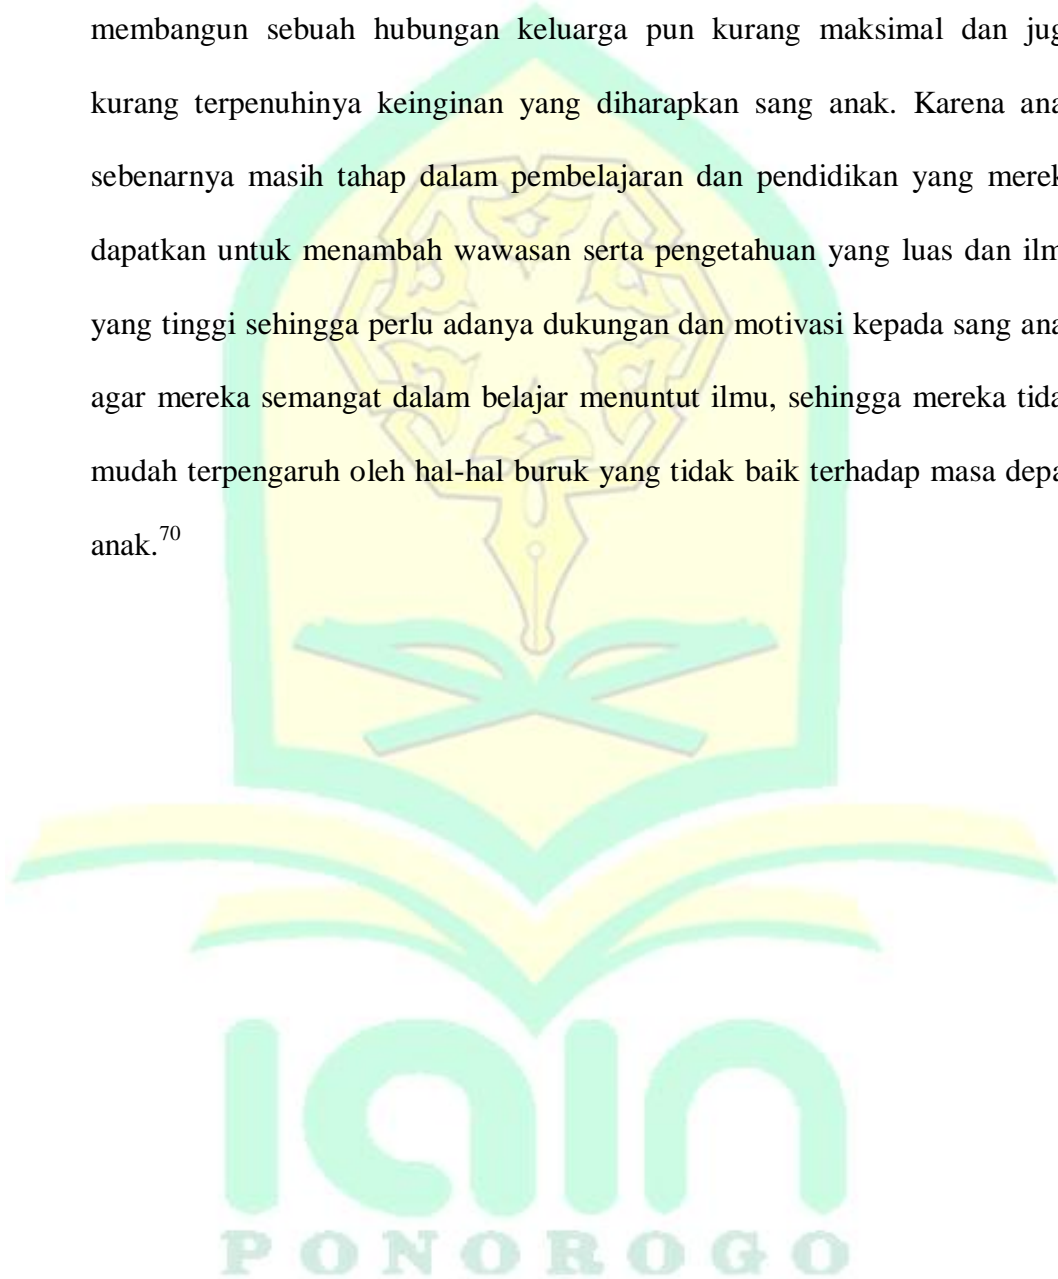 membangun sebuah hubungan keluarga pun kurang maksimal dan jug
kurang terpenuhinya keinginan yang diharapkan sang anak. Karena ana
sebenarnya masih tahap dalam pembelajaran dan pendidikan yang merek
dapatkan untuk menambah wawasan serta pengetahuan yang luas dan ilm
yang tinggi sehingga perlu adanya dukungan dan motivasi kepada sang ana
agar mereka semangat dalam belajar menuntut ilmu, sehingga mereka tida
mudah terpengaruh oleh hal-hal buruk yang tidak baik terhadap masa depa
anak.70
iain
PONOROGO